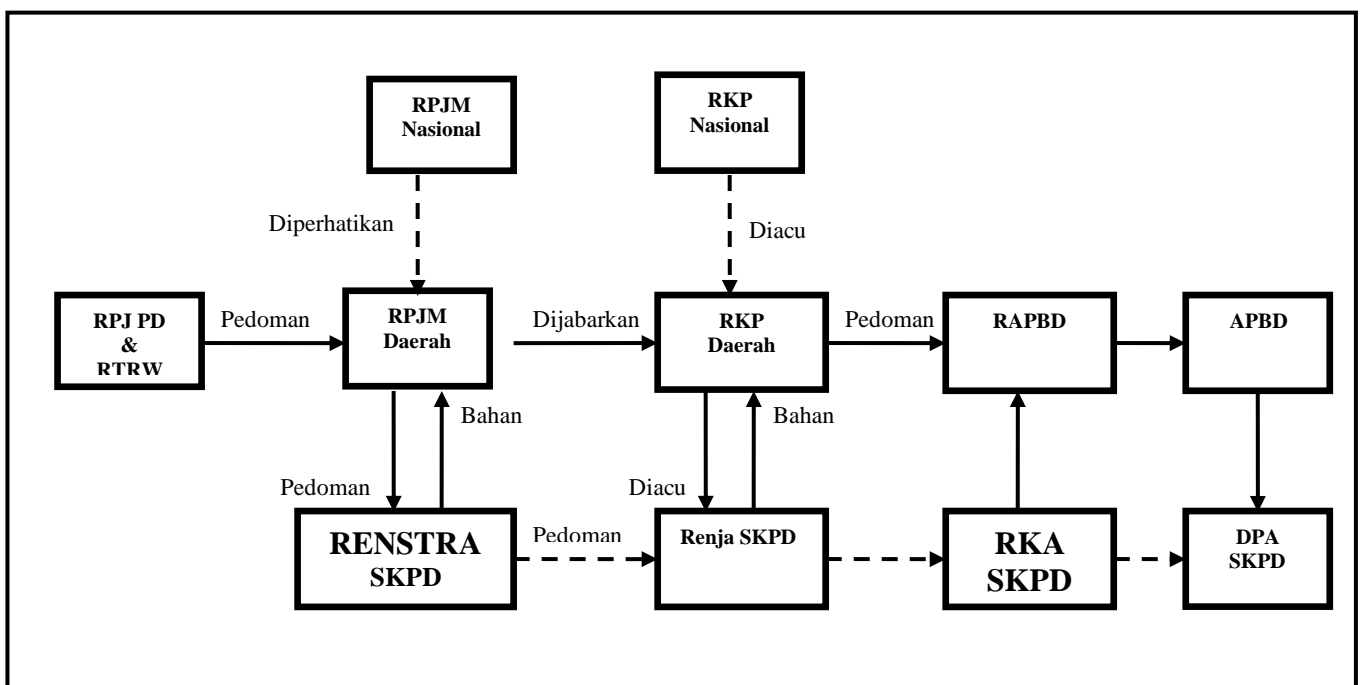 RPJM
Nasional
RKP
Nasional
Diperhatikan
Diacu
RPJ PD
&
RTRW
Pedoman
RPJM
Daerah
Dijabarkan
RKP
Daerah
Pedoman
RAPBD
APBD
Bahan
Bahan
Pedoman
Diacu
RENSTRA
SKPD
Pedoman
Renja SKPD
RKA
SKPD
DPA
SKPD